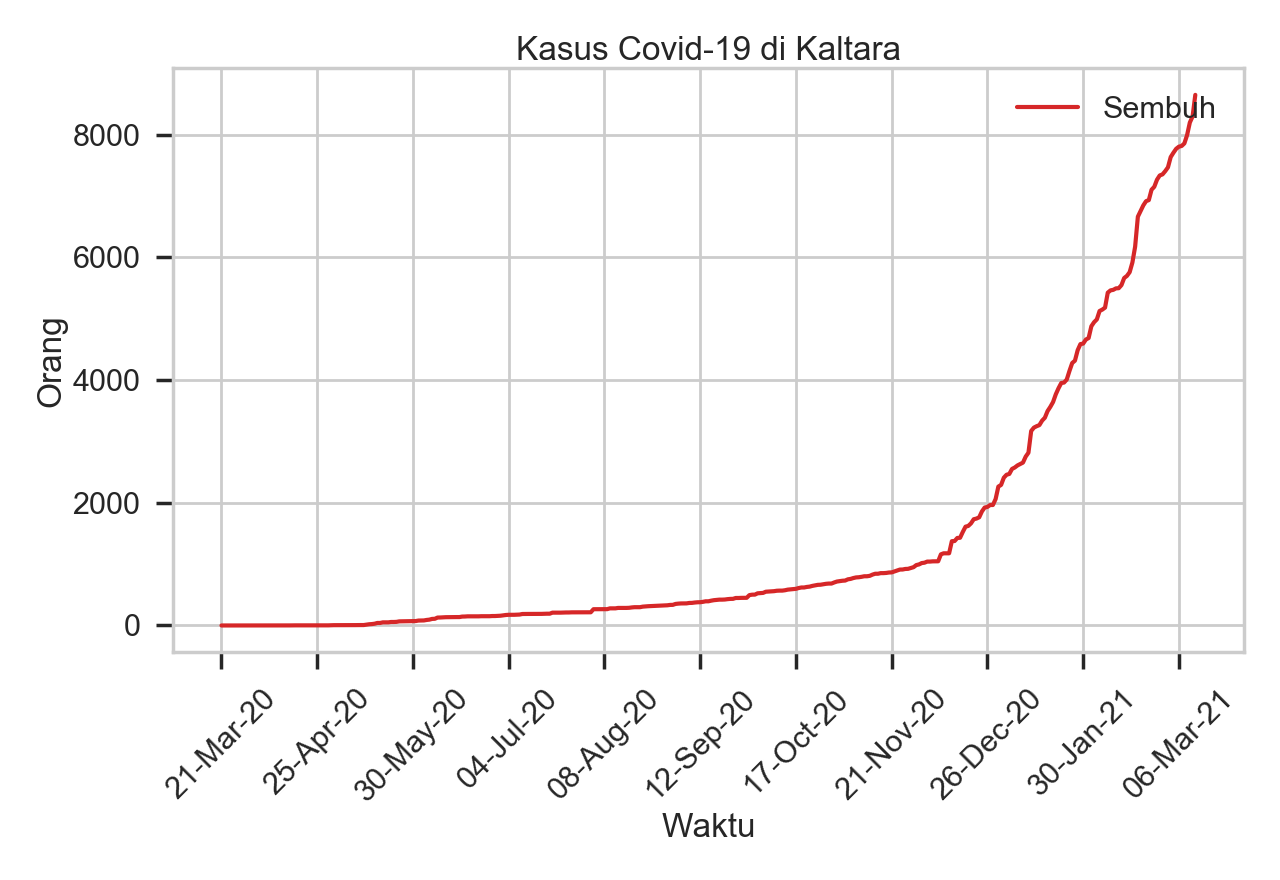 Kasus Covid-19 di Kaltara
Sembuh
8000
6000
4000
2000
0
Orang
21-Mar-20
25-Apr-20
30-May-20
04-Jul-20
08-Aug-20
12-Sep-20
17-Oct-20
21-Nov-20
26-Dec-20
30-Jan-21
06-Mar-21
Waktu